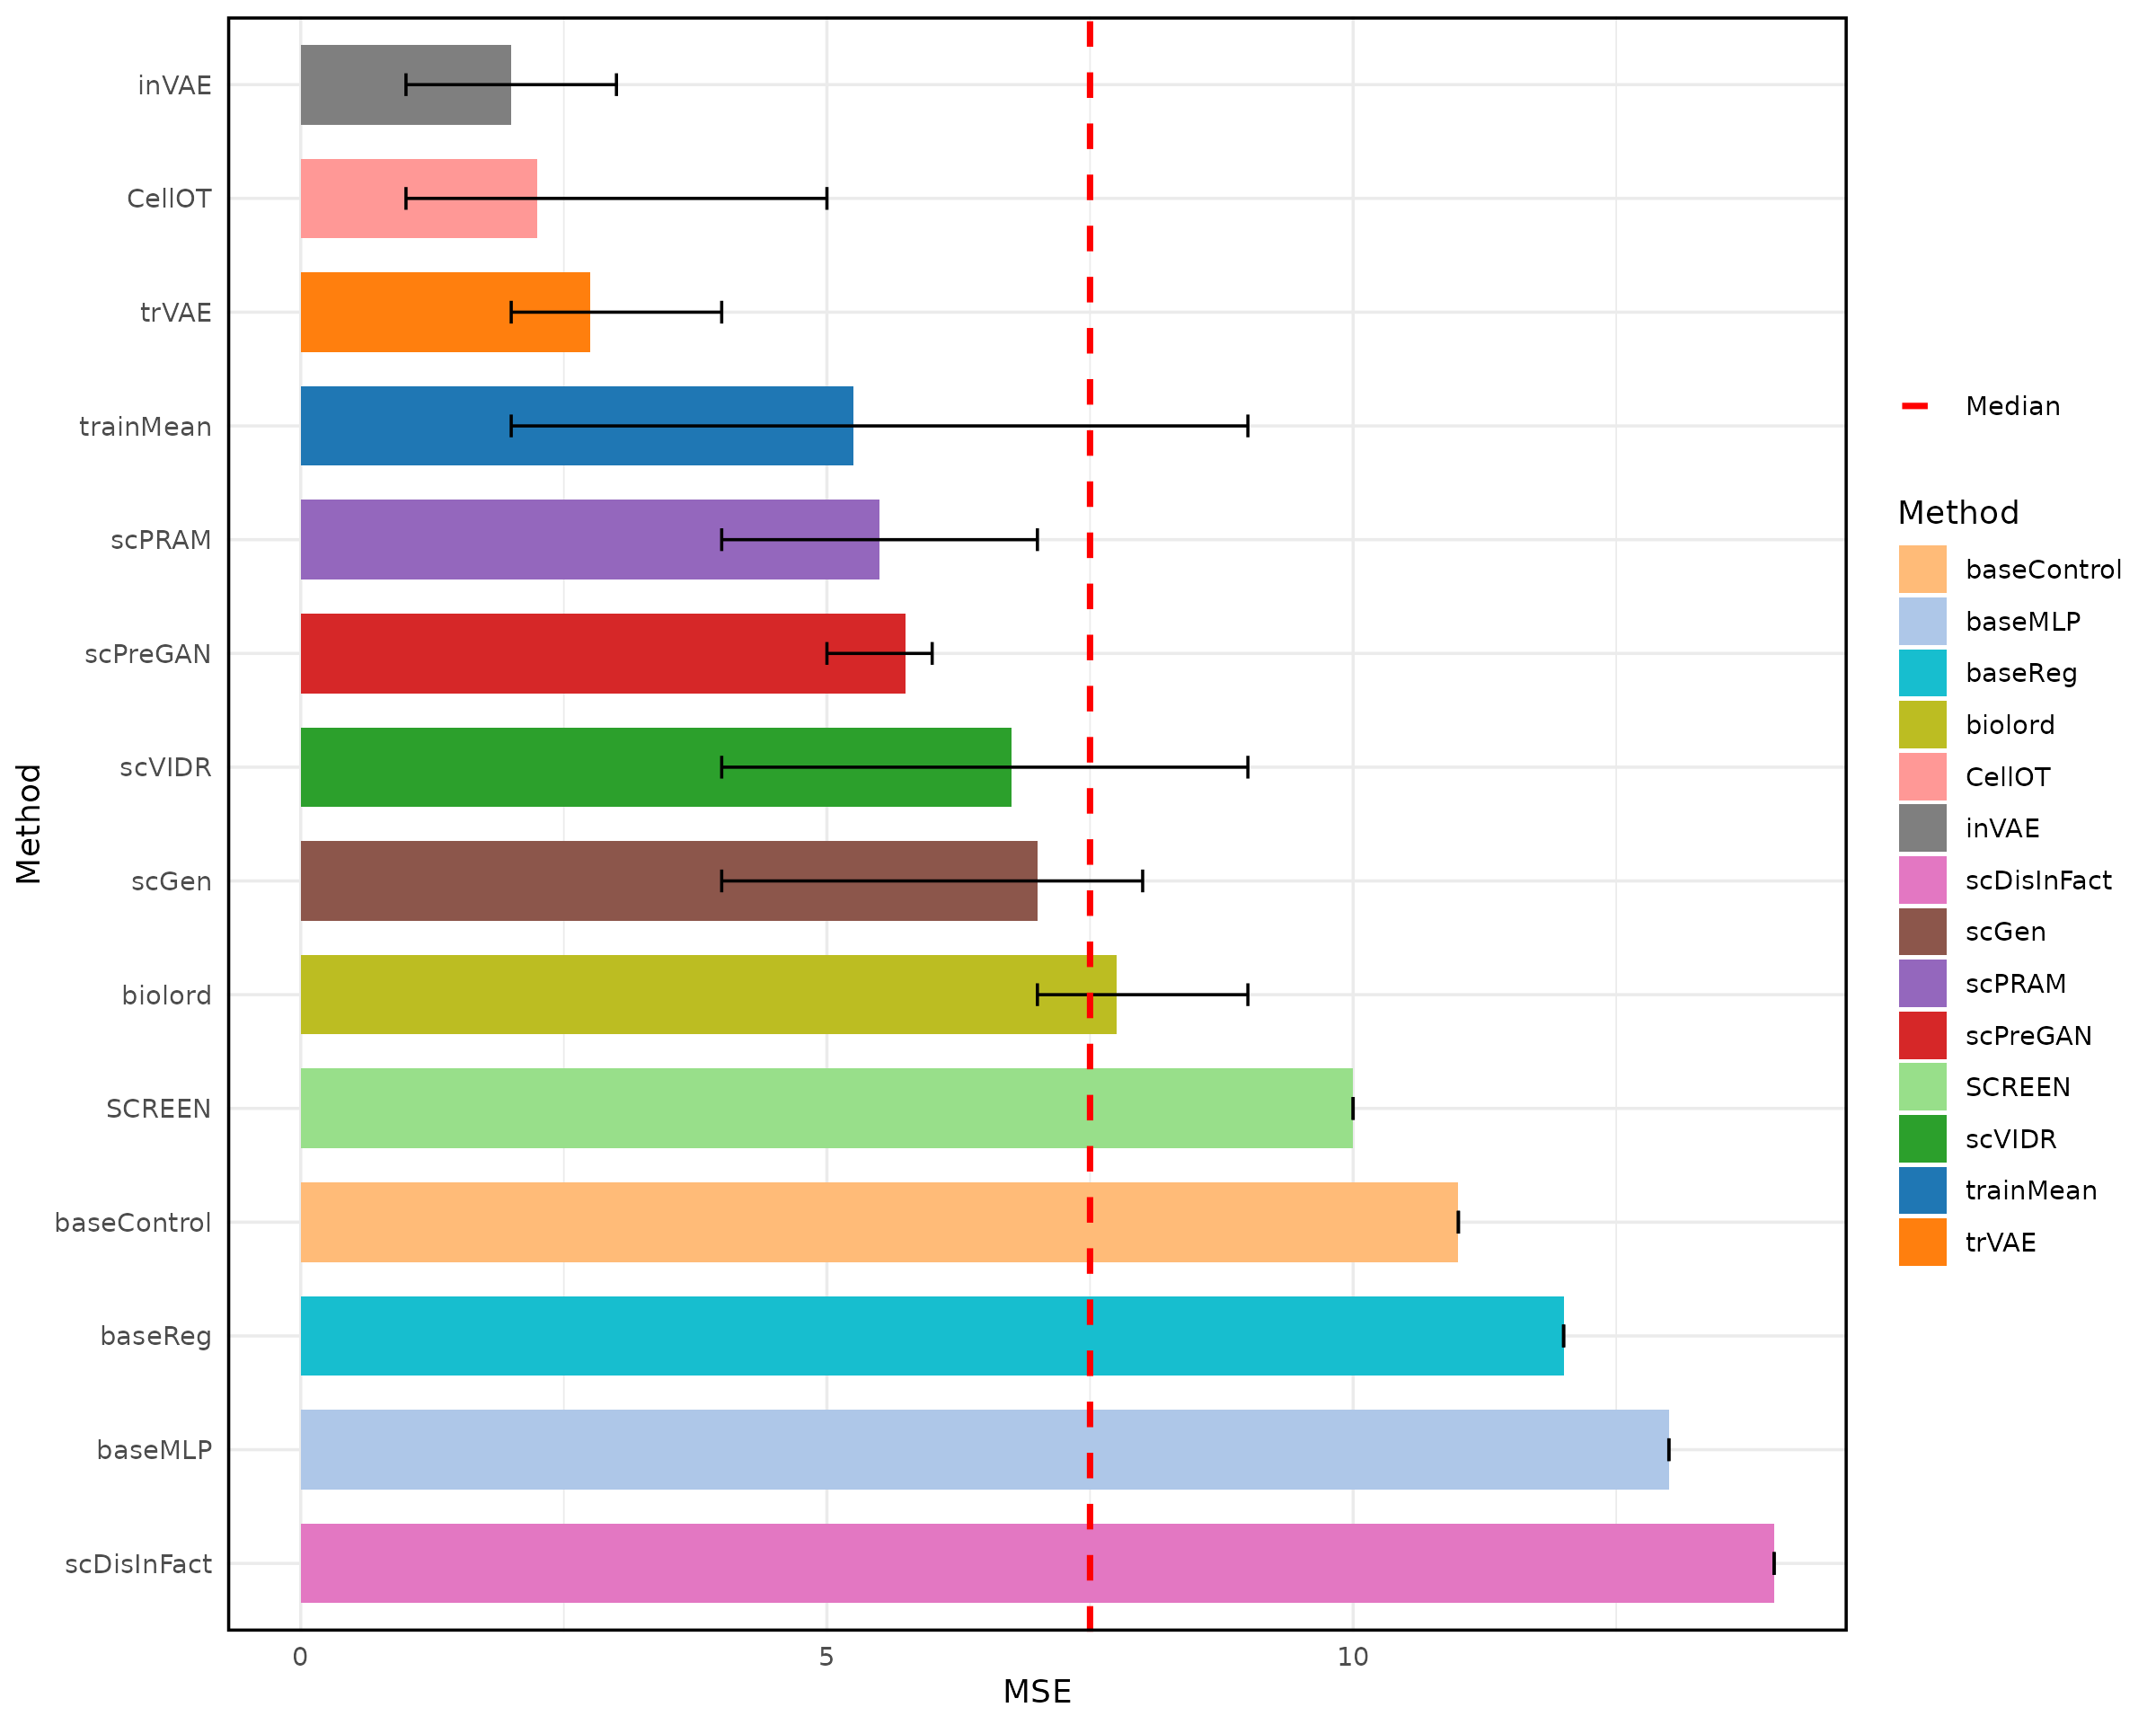 inVAE
CellOT
trVAE
trainMean
scPRAM
scPreGAN
scVIDR
scGen
biolord
SCREEN
baseControl
baseReg
baseMLP
scDisInFact
Method
0 5 10
MSE
Median
Method
baseControl
baseMLP
baseReg
biolord
CellOT
inVAE
scDisInFact
scGen
scPRAM
scPreGAN
SCREEN
scVIDR
trainMean
trVAE